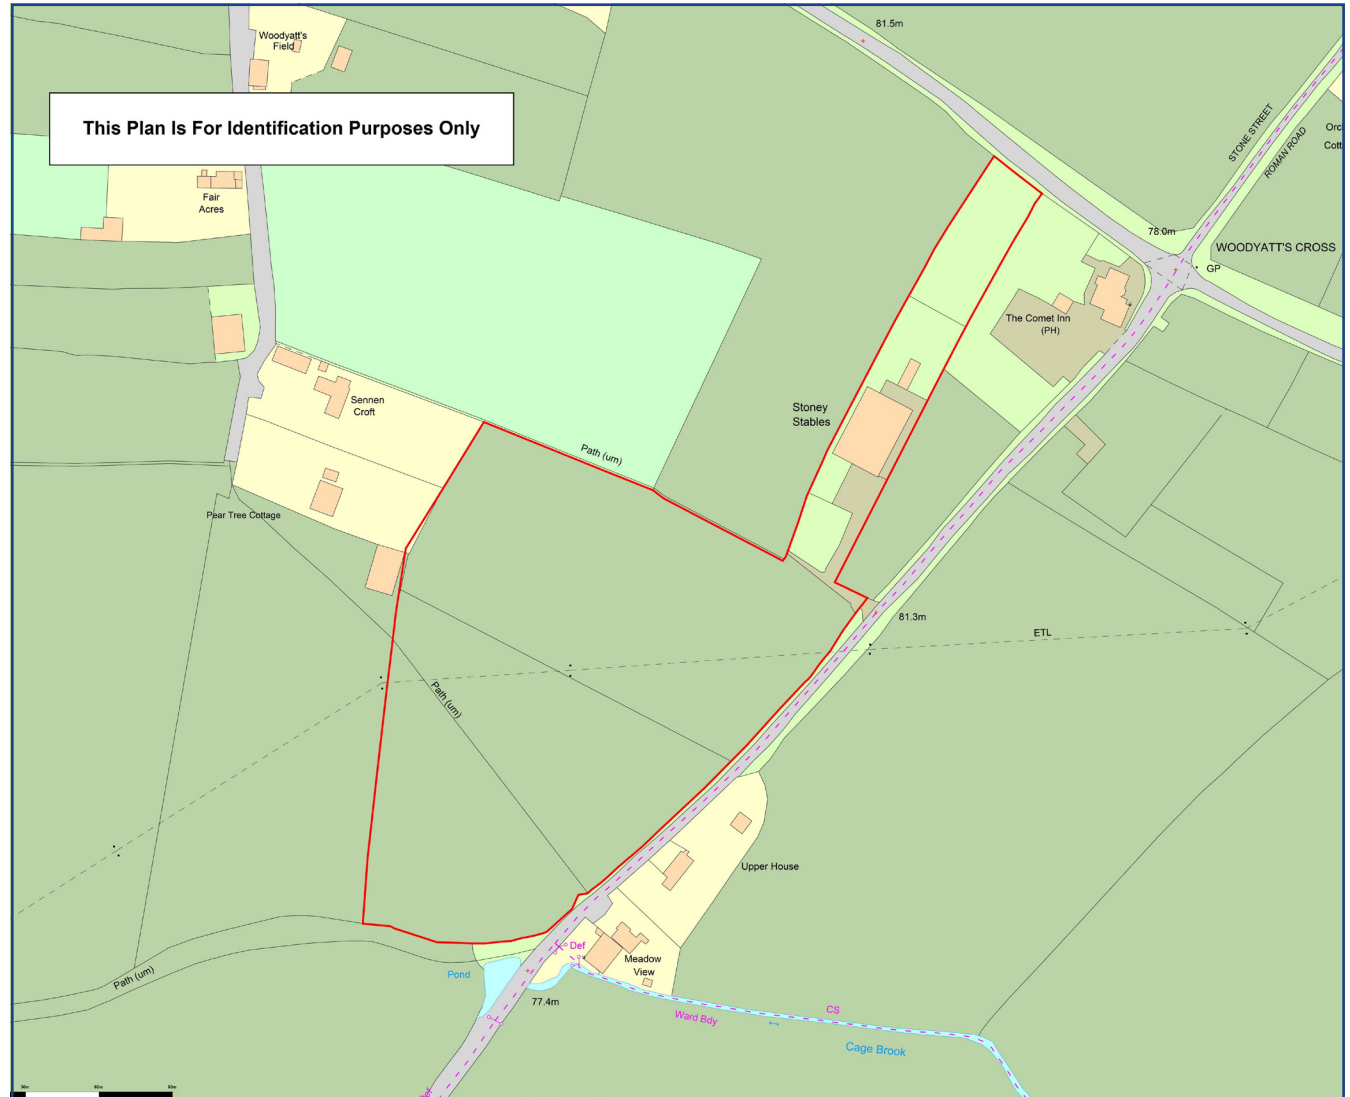 81.5m
Woodyatt's
Field
This Plan Is For Identification Purposes Only
STONE STREET
ROMAN ROAD
Orc
Cott
Fair
Acres
78.0m
WOODYATT'S CROSS
GP
The Comet Inn
(PH)
Sennen
Croft
Stoney
Stables
Path (um)
Pear Tree Cottage
81.3m
ETL
Path (um)
Upper House
Def
Meadow
View
Pond
Path (um)
77.4m
CS
Ward Bdy
Cage Brook